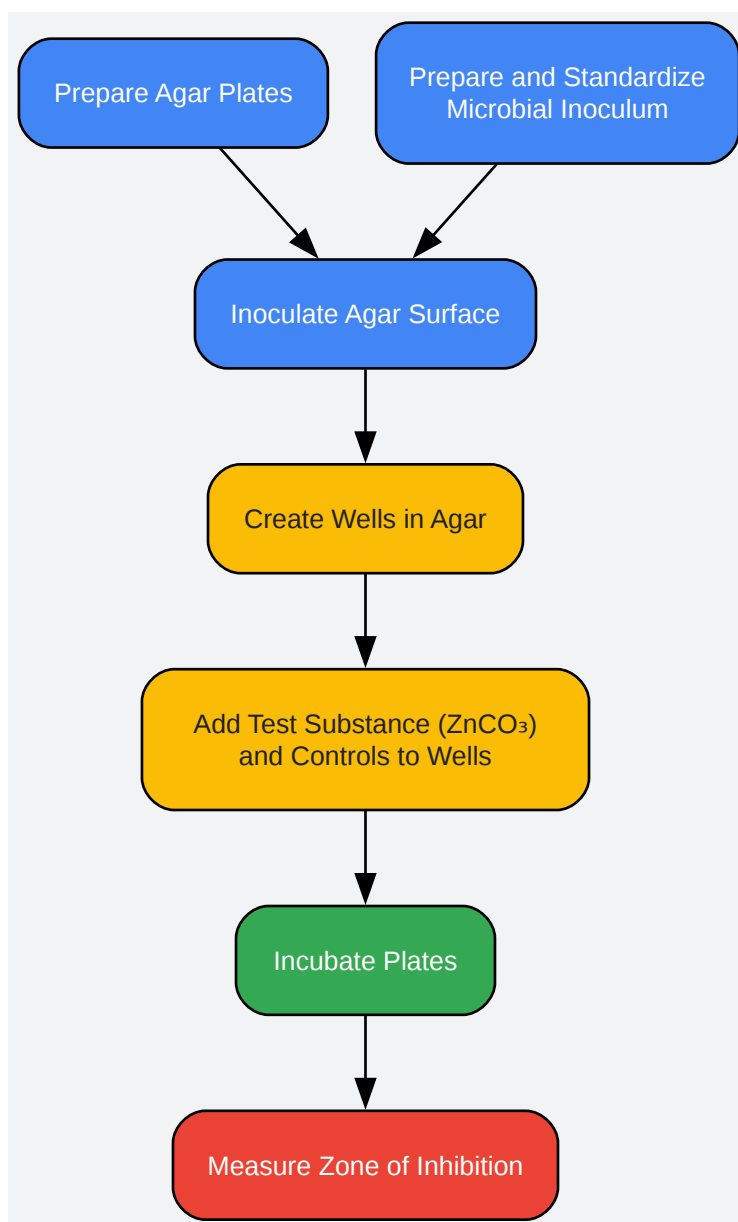 Prepare Agar Plates
Prepare and Standardize
Microbial Inoculum
Inoculate Agar Surface
Create Wells in Agar
Add Test Substance (ZnCO₃)
and Controls to Wells
Incubate Plates
Measure Zone of Inhibition